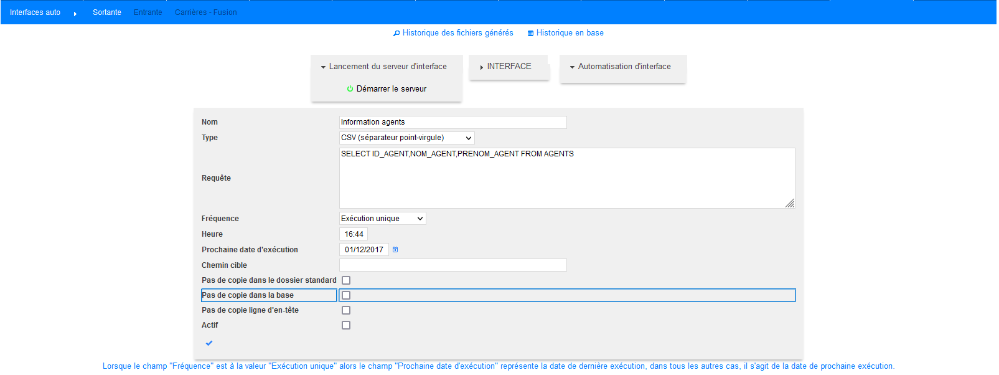 Interfaces auto Sortante Entrante Carrières - Fusion
Historique des fichiers générés Historique en base
Lancement du serveur d'interface INTERFACE Automatisation d'interface
Démarrer le serveur
Nom Information agents
Type CSV (séparateur point-virgule)
SELECT ID_AGENT,NOM_AGENT,PRENOM_AGENT FROM AGENTS
Requête
Fréquence Exécution unique
Heure 16:44
Prochaine date d'exécution 01/12/2017
Chemin cible
Pas de copie dans le dossier standard
Pas de copie dans la base
Pas de copie ligne d'en-tête
Actif
Lorsque le champ "Fréquence" est à la valeur "Exécution unique" alors le champ "Prochaine date d'exécution" représente la date de dernière exécution, dans tous les autres cas, il s'agit de la date de prochaine exécution.